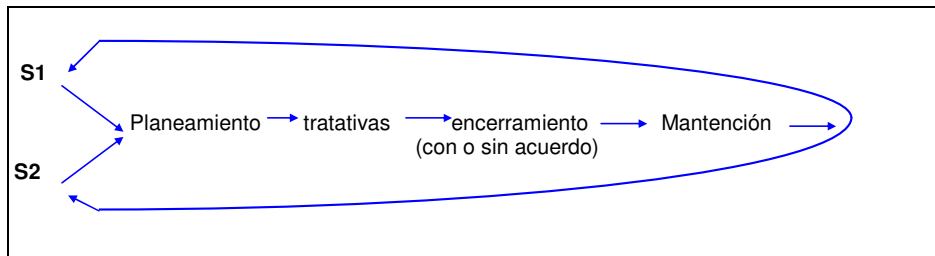 S1
Planeamiento tratativas encerramiento Mantención
(con o sin acuerdo)
S2